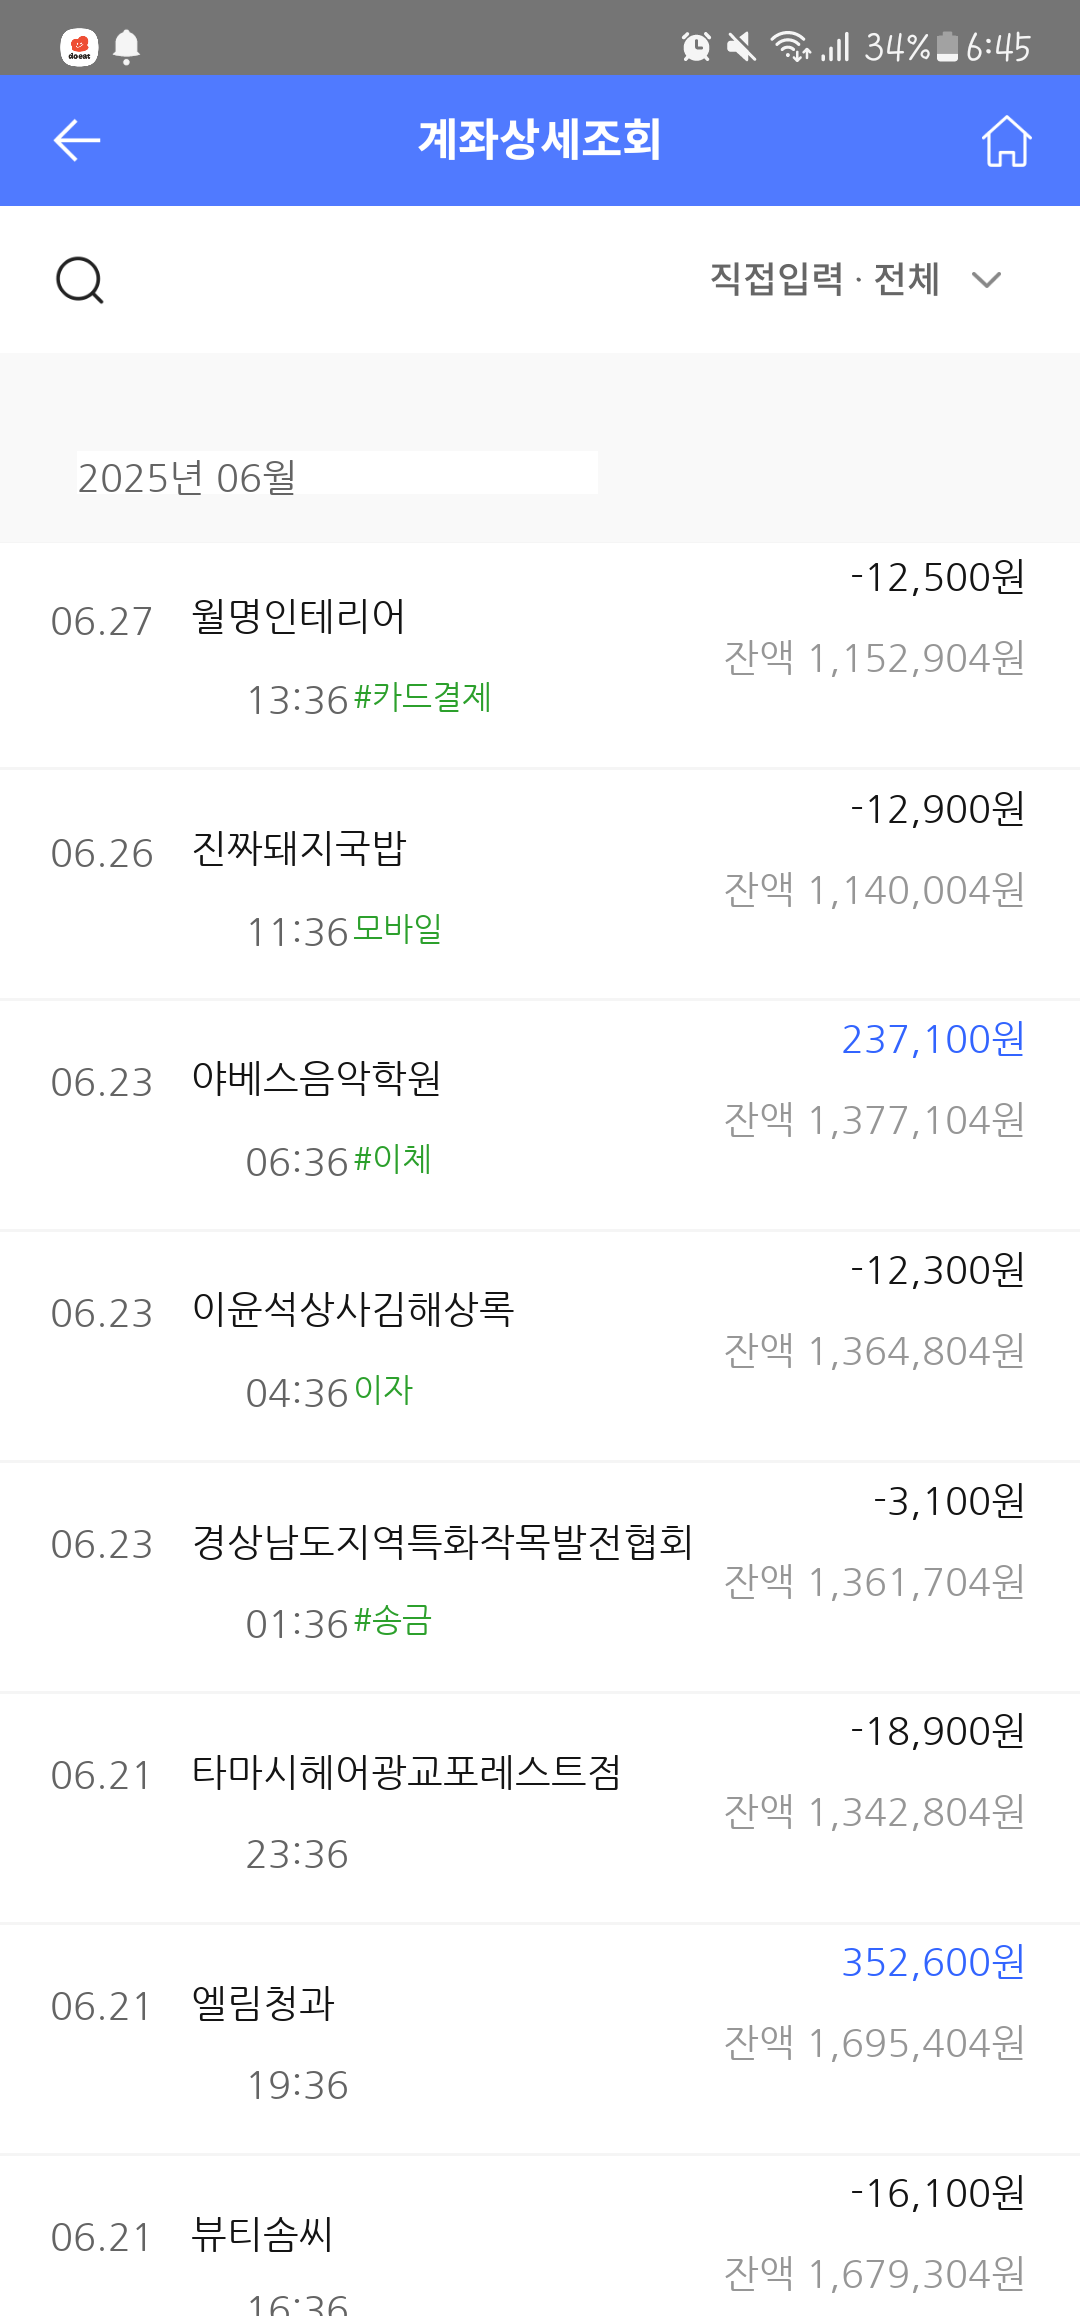 doeat
34% 6:45
계좌상세조회
직접입력 · 전체
2025년 06월
-12,500원
06.27 월명인테리어
잔액 1,152,904원
13:36 #카드결제
-12,900원
06.26 진짜돼지국밥
잔액 1,140,004원
11:36 모바일
237,100원
06.23 야베스음악학원
잔액 1,377,104원
06:36 #이체
-12,300원
06.23 이윤석상사김해상록
잔액 1,364,804원
04:36 이자
-3,100원
06.23 경상남도지역특화작목발전협회
잔액 1,361,704원
01:36 #송금
-18,900원
06.21 타마시헤어광교포레스트점
잔액 1,342,804원
23:36
352,600원
06.21 엘림청과
잔액 1,695,404원
19:36
-16,100원
06.21 뷰티솜씨
잔액 1,679,304원
16:36